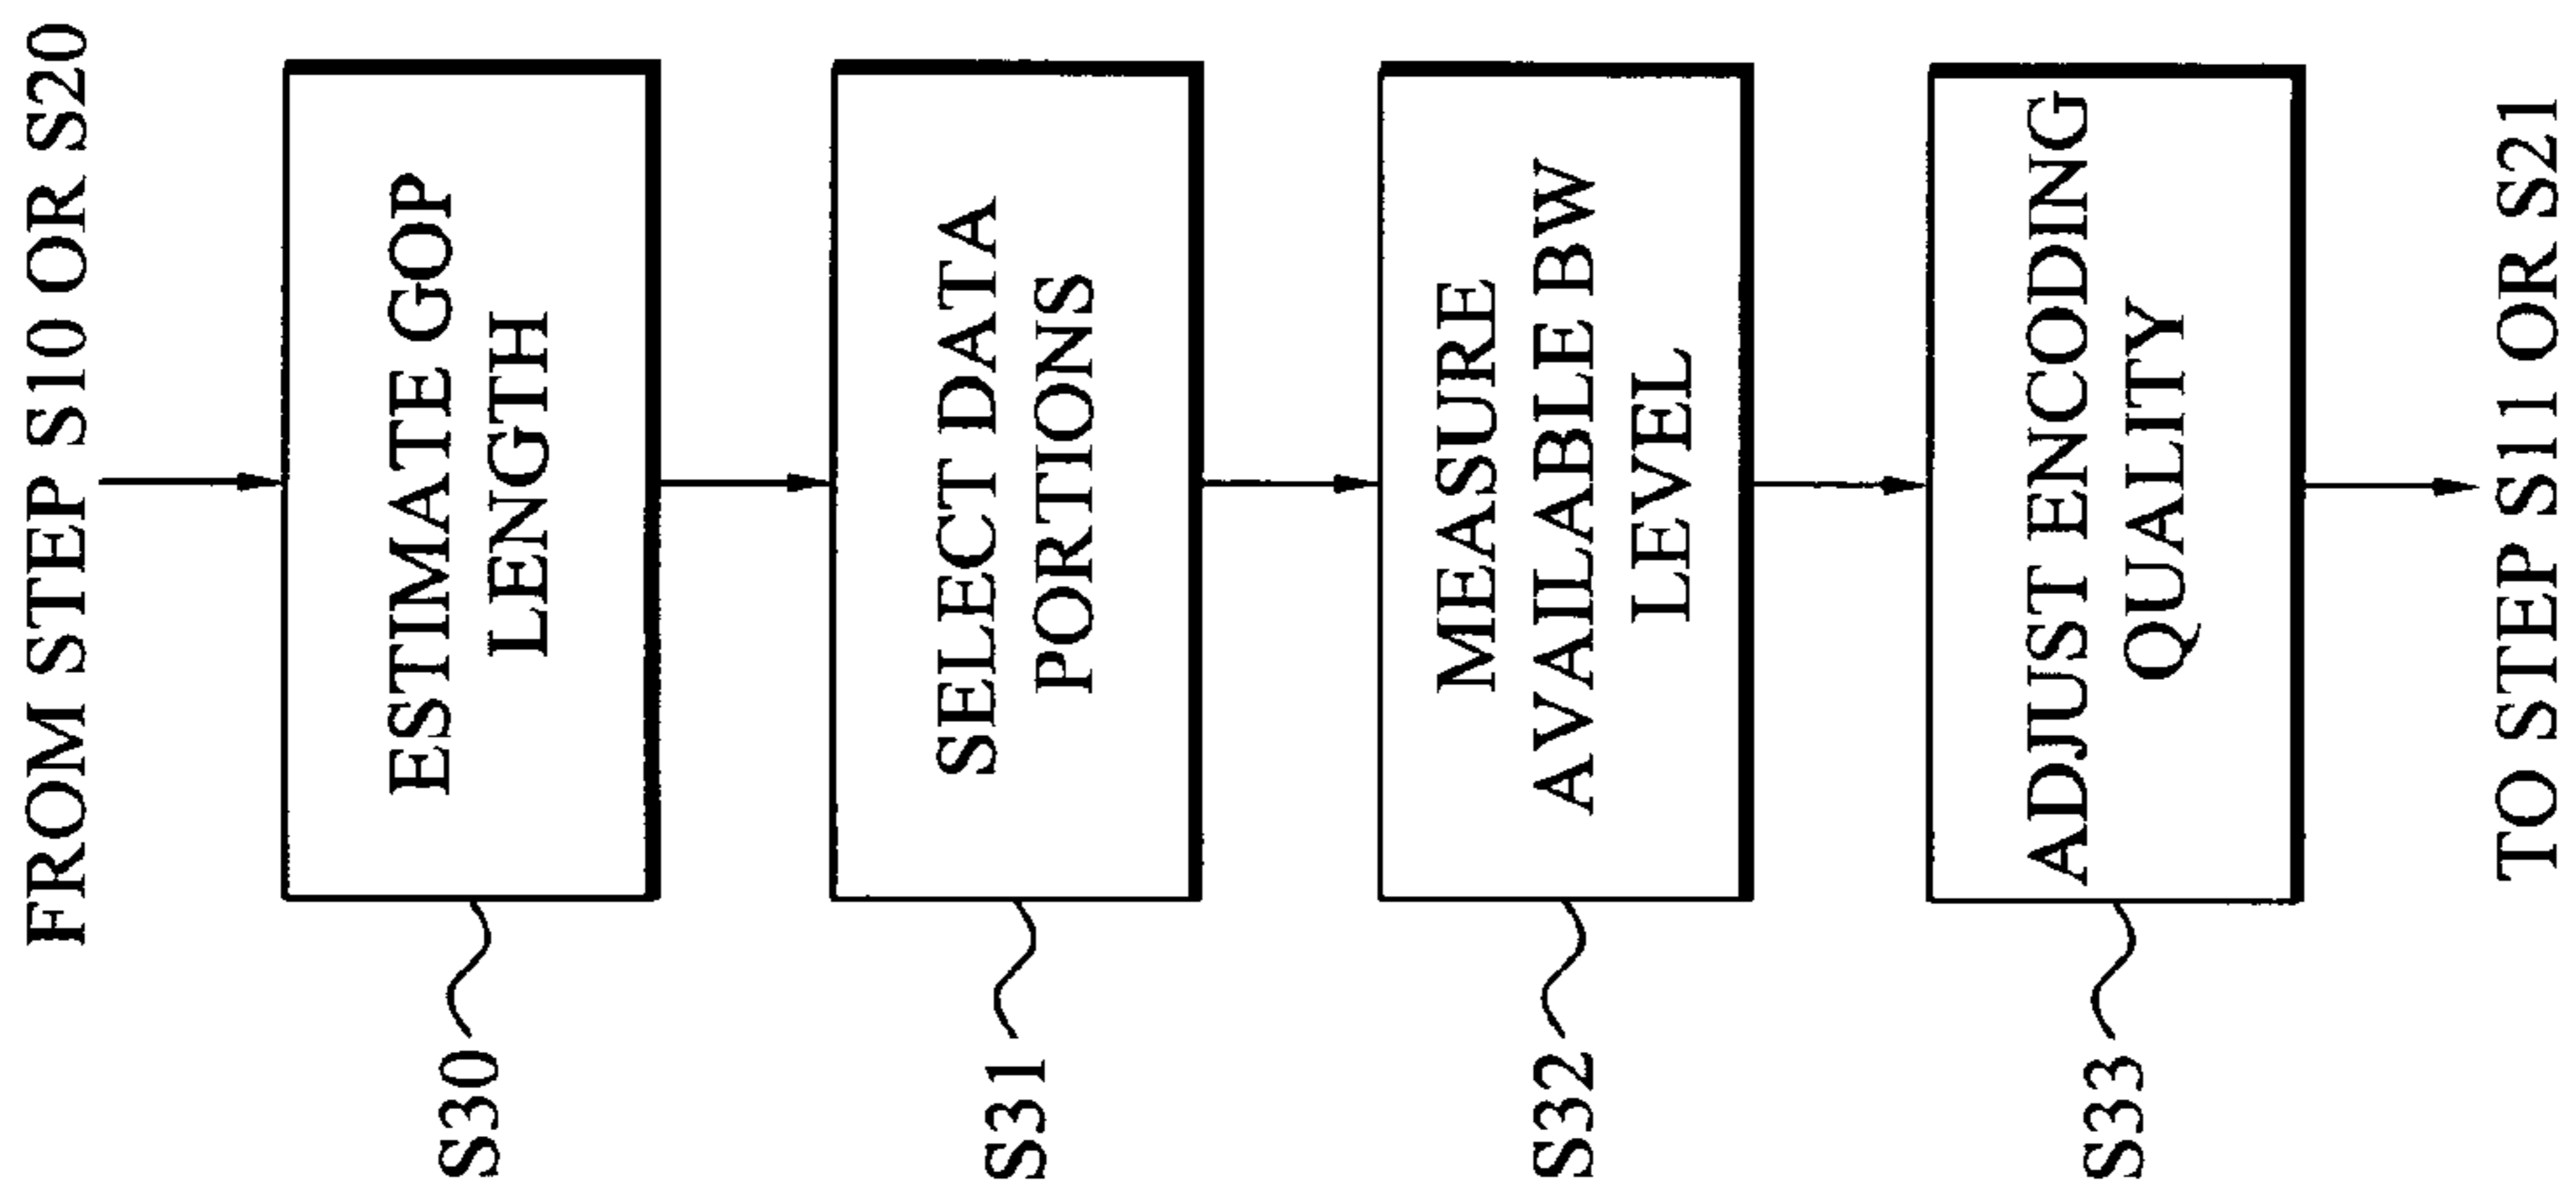 FROM STEP S10 OR S20
S30
ESTIMATE GOP
LENGTH
S31
SELECT DATA
PORTIONS
S32
MEASURE
AVAILABLE BW
LEVEL
S33
ADJUST ENCODING
QUALITY
TO STEP S11 OR S21